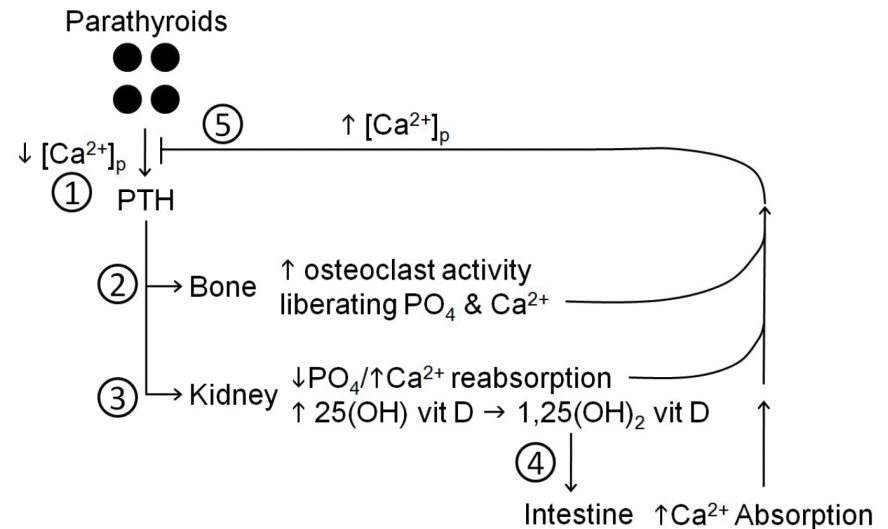 Parathyroids
⑤
↑ [Ca²⁺]ₚ
↓ [Ca²⁺]ₚ
① PTH
② Bone ↑ osteoclast activity
liberating PO₄ & Ca²⁺
③ Kidney ↓PO₄/↑Ca²⁺ reabsorption
↑ 25(OH) vit D → 1,25(OH)₂ vit D
④
Intestine ↑Ca²⁺ Absorption